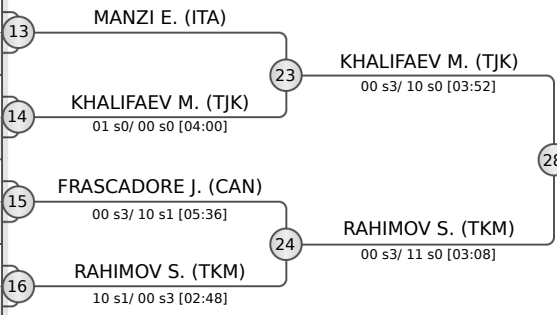 MANZI E. (ITA)
13
KHALIFAEV M. (TJK)
23
00 s3/ 10 s0 [03:52]
KHALIFAEV M. (TJK)
14
01 s0/ 00 s0 [04:00]
28
FRASCADORE J. (CAN)
15
00 s3/ 10 s1 [05:36]
RAHIMOV S. (TKM)
24
00 s3/ 11 s0 [03:08]
RAHIMOV S. (TKM)
16
10 s1/ 00 s3 [02:48]